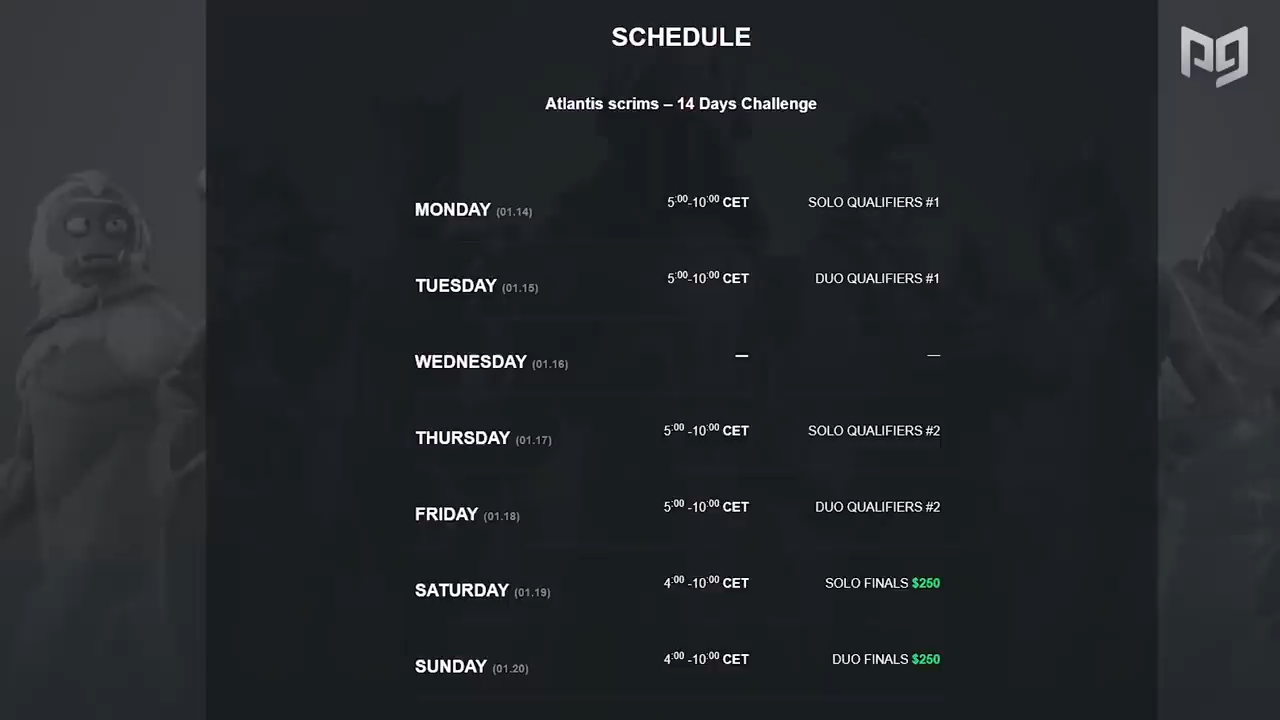 SCHEDULE
pg
Atlantis scrims – 14 Days Challenge
MONDAY (01.14) 5:00-10:00 CET SOLO QUALIFIERS #1
TUESDAY (01.15) 5:00-10:00 CET DUO QUALIFIERS #1
WEDNESDAY (01.16) — —
THURSDAY (01.17) 5:00 -10:00 CET SOLO QUALIFIERS #2
FRIDAY (01.18) 5:00 -10:00 CET DUO QUALIFIERS #2
SATURDAY (01.19) 4:00 -10:00 CET SOLO FINALS $250
SUNDAY (01.20) 4:00 -10:00 CET DUO FINALS $250